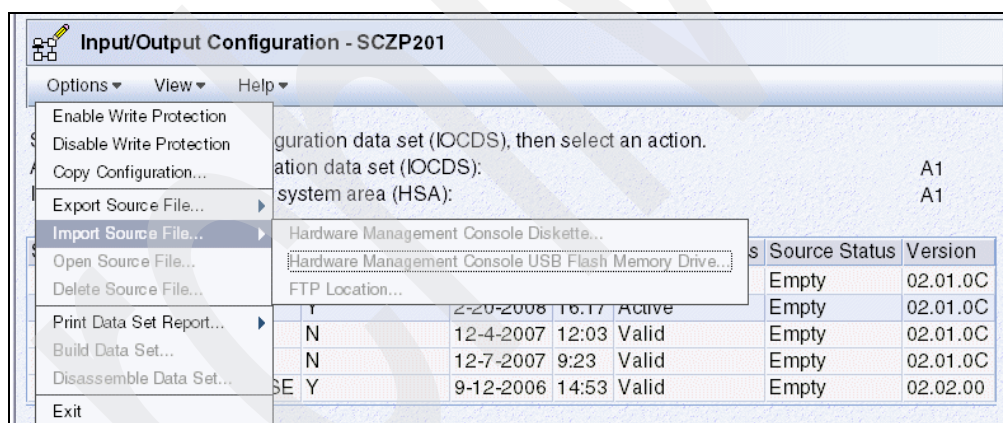 Input/Output Configuration - SCZP201
Options View Help
Enable Write Protection
Disable Write Protection
guration data set (IOCDS), then select an action.
Copy Configuration...
ation data set (IOCDS): A1
system area (HSA): A1
Export Source File...
Import Source File...
Hardware Management Console Diskette...
Hardware Management Console USB Flash Memory Drive...
FTP Location...
s Source Status Version
Open Source File...
Delete Source File...
Empty 02.01.0C
Y 2-20-2008 16:17 Active Empty 02.01.0C
Print Data Set Report...
N 12-4-2007 12:03 Valid Empty 02.01.0C
Build Data Set...
N 12-7-2007 9:23 Valid Empty 02.01.0C
Disassemble Data Set...
SE Y 9-12-2006 14:53 Valid Empty 02.02.00
Exit